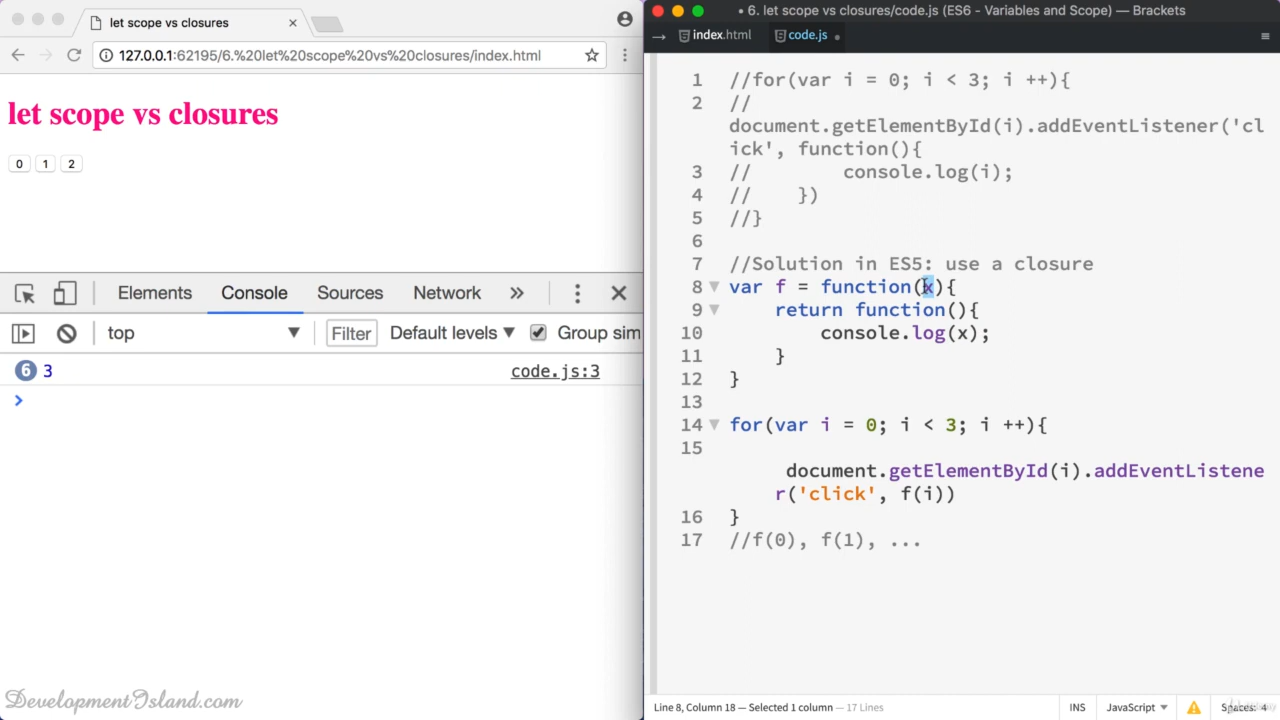 let scope vs closures
127.0.0.1:62195/6.%20let%20scope%20vs%20closures/index.html
let scope vs closures
0 1 2
Elements Console Sources Network »
top Filter Default levels Group sim
6 3 code.js:3
DevelopmentIsland.com
• 6. let scope vs closures/code.js (ES6 - Variables and Scope) — Brackets
index.html code.js
1 //for(var i = 0; i < 3; i ++){
2 //
document.getElementById(i).addEventListener('cl
ick', function(){
3 // console.log(i);
4 // })
5 //}
6
7 //Solution in ES5: use a closure
8 var f = function(x){
9 return function(){
10 console.log(x);
11 }
12 }
13
14 for(var i = 0; i < 3; i ++){
15
document.getElementById(i).addEventListene
r('click', f(i))
16 }
17 //f(0), f(1), ...
Line 8, Column 18 — Selected 1 column — 17 Lines INS JavaScript Spaces: 4